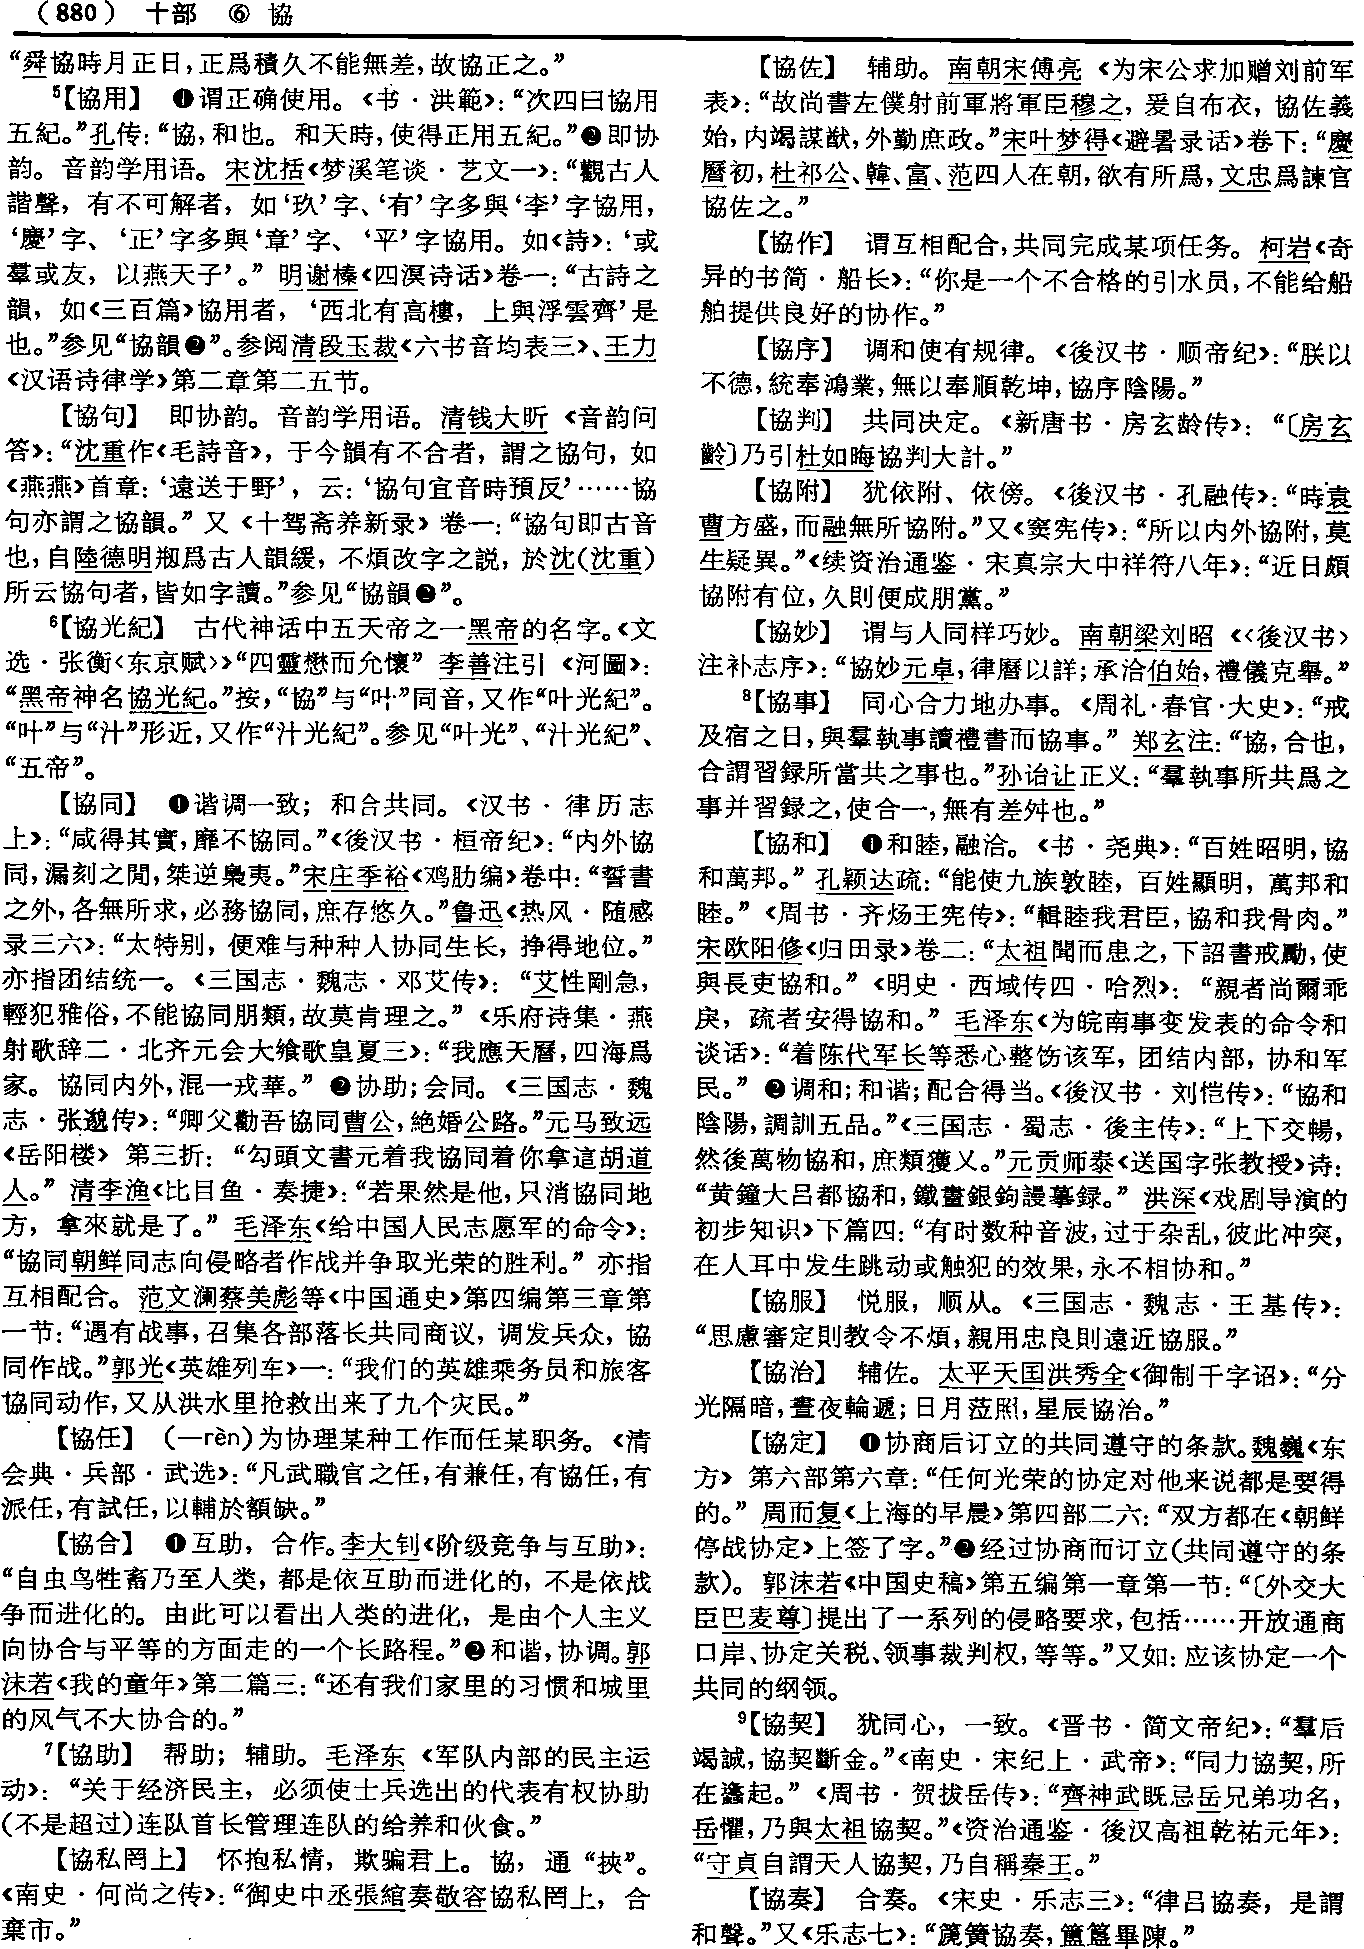 （880） 十部 ⑥ 協
“舜協時月正日，正爲積久不能無差，故協正之。”
⁵【協用】 ❶谓正确使用。《书·洪範》：“次四曰協用
五紀。”孔传：“協，和也。 和天時，使得正用五紀。”❷即协
韵。音韵学用语。宋沈括《梦溪笔谈·艺文一》：“觀古人
諧聲，有不可解者，如‘玖’字、‘有’字多與‘李’字協用，
‘慶’字、‘正’字多與‘章’字、‘平’字協用。如《詩》：‘或
羣或友，以燕天子’。”明谢榛《四溟诗话》卷一：“古詩之
韻，如《三百篇》協用者，‘西北有高樓，上與浮雲齊’是
也。”参见“協韻❷”。参阅清段玉裁《六书音均表三》、王力
《汉语诗律学》第二章第二五节。
【協句】 即协韵。音韵学用语。清钱大昕《音韵问
答》：“沈重作《毛詩音》，于今韻有不合者，謂之協句，如
《燕燕》首章：‘遠送于野’，云：‘協句宜音時預反’……協
句亦謂之協韻。”又《十驾斋养新录》卷一：“協句即古音
也，自陸德明剏爲古人韻緩，不煩改字之説，於沈（沈重）
所云協句者，皆如字讀。”参见“協韻❷”。
⁶【協光紀】 古代神话中五天帝之一黑帝的名字。《文
选·张衡〈东京赋〉》“四靈懋而允懷” 李善注引《河圖》：
“黑帝神名協光紀。”按，“協”与“叶”同音，又作“叶光紀”。
“叶”与“汁”形近，又作“汁光紀”。参见“叶光”、“汁光紀”、
“五帝”。
【協同】 ❶谐调一致；和合共同。《汉书·律历志
上》：“咸得其實，靡不協同。”《後汉书·桓帝纪》：“内外協
同，漏刻之閒，桀逆梟夷。”宋庄季裕《鸡肋编》卷中：“誓書
之外，各無所求，必務協同，庶存悠久。”鲁迅《热风·随感
录三六》：“太特别，便难与种种人协同生长，挣得地位。”
亦指团结统一。《三国志·魏志·邓艾传》：“艾性剛急，
輕犯雅俗，不能協同朋類，故莫肯理之。”《乐府诗集·燕
射歌辞二·北齐元会大飨歌皇夏三》：“我應天曆，四海爲
家。協同内外，混一戎華。” ❷协助；会同。《三国志·魏
志·张邈传》：“卿父勸吾協同曹公，絶婚公路。”元马致远
《岳阳楼》第三折：“勾頭文書元着我協同着你拿這胡道
人。”清李渔《比目鱼·奏捷》：“若果然是他，只消協同地
方，拿來就是了。”毛泽东《给中国人民志愿军的命令》：
“協同朝鲜同志向侵略者作战并争取光荣的胜利。”亦指
互相配合。范文澜蔡美彪等《中国通史》第四编第三章第
一节：“遇有战事，召集各部落长共同商议，调发兵众，協
同作战。”郭光《英雄列车》一：“我们的英雄乘务员和旅客
協同动作，又从洪水里抢救出来了九个灾民。”
【協任】 （—rèn）为协理某种工作而任某职务。《清
会典·兵部·武选》：“凡武職官之任，有兼任，有協任，有
派任，有試任，以輔於額缺。”
【協合】 ❶互助，合作。李大钊《阶级竞争与互助》：
“自虫鸟牲畜乃至人类，都是依互助而进化的，不是依战
争而进化的。由此可以看出人类的进化，是由个人主义
向协合与平等的方面走的一个长路程。”❷和谐，协调。郭
沫若《我的童年》第二篇三：“还有我们家里的习惯和城里
的风气不大协合的。”
⁷【協助】 帮助；辅助。毛泽东《军队内部的民主运
动》：“关于经济民主，必须使士兵选出的代表有权协助
（不是超过）连队首长管理连队的给养和伙食。”
【協私罔上】 怀抱私情，欺骗君上。協，通“挾”。
《南史·何尚之传》：“御史中丞張綰奏敬容協私罔上，合
棄市。”
【協佐】 辅助。南朝宋傅亮《为宋公求加赠刘前军
表》：“故尚書左僕射前軍將軍臣穆之，爰自布衣，協佐義
始，内竭謀猷，外勤庶政。”宋叶梦得《避暑录话》卷下：“慶
曆初，杜祁公、韓、富、范四人在朝，欲有所爲，文忠爲諫官
協佐之。”
【協作】 谓互相配合，共同完成某项任务。柯岩《奇
异的书简·船长》：“你是一个不合格的引水员，不能给船
舶提供良好的协作。”
【協序】 调和使有规律。《後汉书·顺帝纪》：“朕以
不德，統奉鴻業，無以奉順乾坤，協序陰陽。”
【協判】 共同决定。《新唐书·房玄龄传》：“〔房玄
齡〕乃引杜如晦協判大計。”
【協附】 犹依附、依傍。《後汉书·孔融传》：“時袁
曹方盛，而融無所協附。”又《窦宪传》：“所以内外協附，莫
生疑異。”《续资治通鉴·宋真宗大中祥符八年》：“近日頗
協附有位，久則便成朋黨。”
【協妙】 谓与人同样巧妙。南朝梁刘昭《〈後汉书〉
注补志序》：“協妙元卓，律曆以詳；承洽伯始，禮儀克舉。”
⁸【協事】 同心合力地办事。《周礼·春官·大史》：“戒
及宿之日，與羣執事讀禮書而協事。”郑玄注：“協，合也，
合謂習録所當共之事也。”孙诒让正义：“羣執事所共爲之
事并習録之，使合一，無有差舛也。”
【協和】 ❶和睦，融洽。《书·尧典》：“百姓昭明，協
和萬邦。”孔颖达疏：“能使九族敦睦，百姓顯明，萬邦和
睦。”《周书·齐炀王宪传》：“輯睦我君臣，協和我骨肉。”
宋欧阳修《归田录》卷二：“太祖聞而患之，下詔書戒勵，使
與長吏協和。”《明史·西域传四·哈烈》：“親者尚爾乖
戾，疏者安得協和。”毛泽东《为皖南事变发表的命令和
谈话》：“着陈代军长等悉心整饬该军，团结内部，协和军
民。” ❷调和；和谐；配合得当。《後汉书·刘恺传》：“協和
陰陽，調訓五品。”《三国志·蜀志·後主传》：“上下交暢，
然後萬物協和，庶類獲乂。”元贡师泰《送国字张教授》诗：
“黄鐘大吕都協和，鐵畫銀鉤謾摹録。”洪深《戏剧导演的
初步知识》下篇四：“有时数种音波，过于杂乱，彼此冲突，
在人耳中发生跳动或触犯的效果，永不相协和。”
【協服】 悦服，顺从。《三国志·魏志·王基传》：
“思慮審定則教令不煩，親用忠良則遠近協服。”
【協治】 辅佐。太平天国洪秀全《御制千字诏》：“分
光隔暗，晝夜輪遞；日月蒞照，星辰協治。”
【協定】 ❶协商后订立的共同遵守的条款。魏巍《东
方》第六部第六章：“任何光荣的协定对他来说都是要得
的。”周而复《上海的早晨》第四部二六：“双方都在《朝鲜
停战协定》上签了字。”❷经过协商而订立（共同遵守的条
款）。郭沫若《中国史稿》第五编第一章第一节：“〔外交大
臣巴麦尊〕提出了一系列的侵略要求，包括……开放通商
口岸、协定关税、领事裁判权，等等。”又如：应该协定一个
共同的纲领。
⁹【協契】 犹同心，一致。《晋书·简文帝纪》：“羣后
竭誠，協契斷金。”《南史·宋纪上·武帝》：“同力協契，所
在蠭起。”《周书·贺拔岳传》：“齊神武既忌岳兄弟功名，
岳懼，乃與太祖協契。”《资治通鉴·後汉高祖乾祐元年》：
“守貞自謂天人協契，乃自稱秦王。”
【協奏】 合奏。《宋史·乐志三》：“律吕協奏，是謂
和聲。”又《乐志七》：“篪簧協奏，簠簋畢陳。”